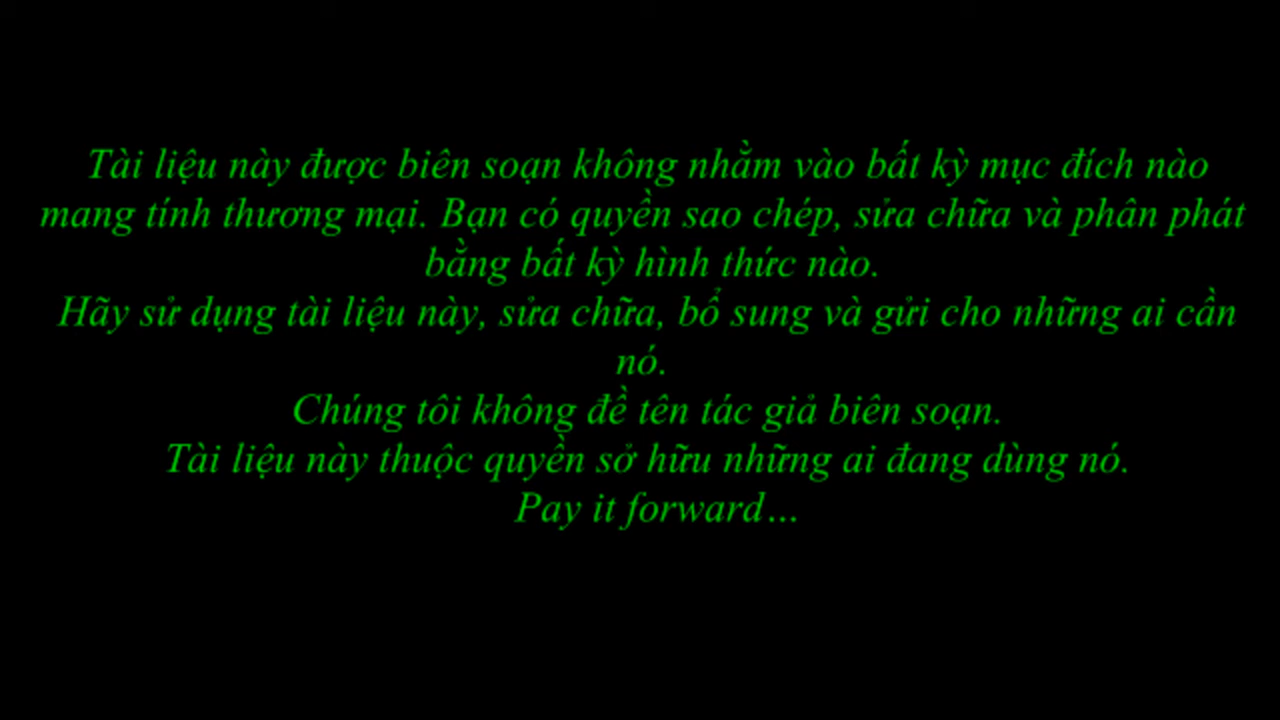 Tài liệu này được biên soạn không nhằm vào bất kỳ mục đích nào
mang tính thương mại. Bạn có quyền sao chép, sửa chữa và phân phát
bằng bất kỳ hình thức nào.
Hãy sử dụng tài liệu này, sửa chữa, bổ sung và gửi cho những ai cần
nó.
Chúng tôi không đề tên tác giả biên soạn.
Tài liệu này thuộc quyền sở hữu những ai đang dùng nó.
Pay it forward…